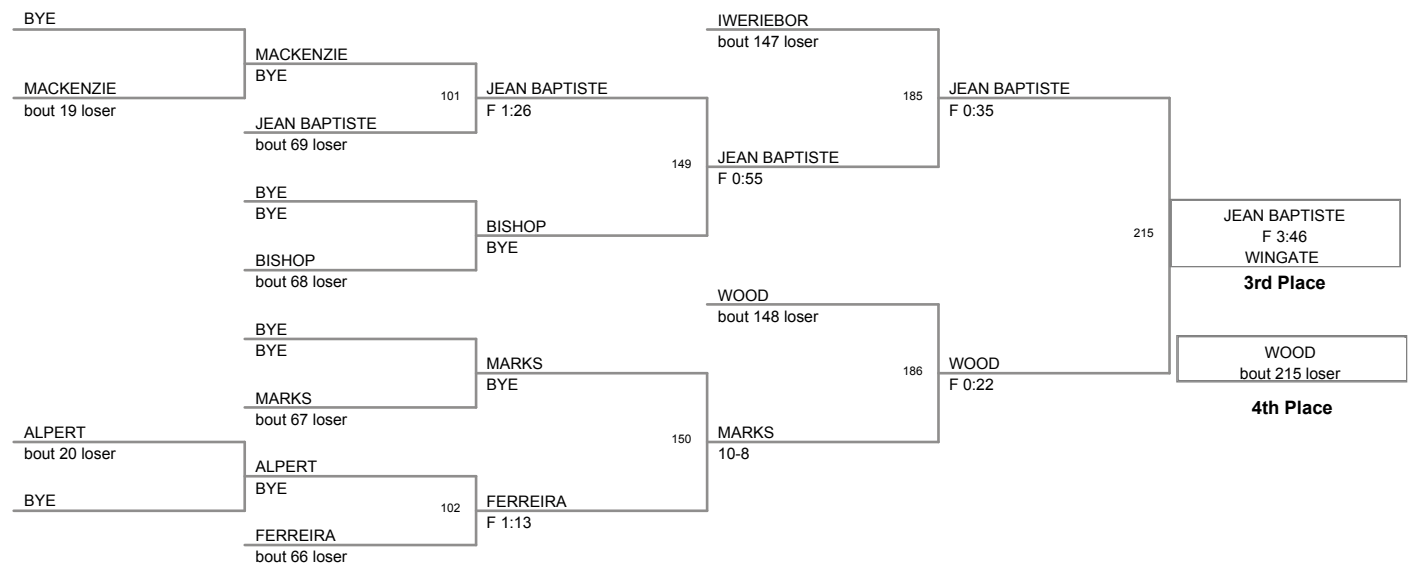 BYE
MACKENZIE
bout 19 loser
MACKENZIE
BYE
JEAN BAPTISTE
bout 69 loser
101
JEAN BAPTISTE
F 1:26
BYE
BYE
BISHOP
bout 68 loser
BISHOP
BYE
149
JEAN BAPTISTE
F 0:55
IWERIEBOR
bout 147 loser
185
JEAN BAPTISTE
F 0:35
BYE
BYE
MARKS
bout 67 loser
MARKS
BYE
ALPERT
bout 20 loser
BYE
ALPERT
BYE
FERREIRA
bout 66 loser
102
FERREIRA
F 1:13
150
MARKS
10-8
WOOD
bout 148 loser
186
WOOD
F 0:22
215
JEAN BAPTISTE
F 3:46
WINGATE
3rd Place
WOOD
bout 215 loser
4th Place